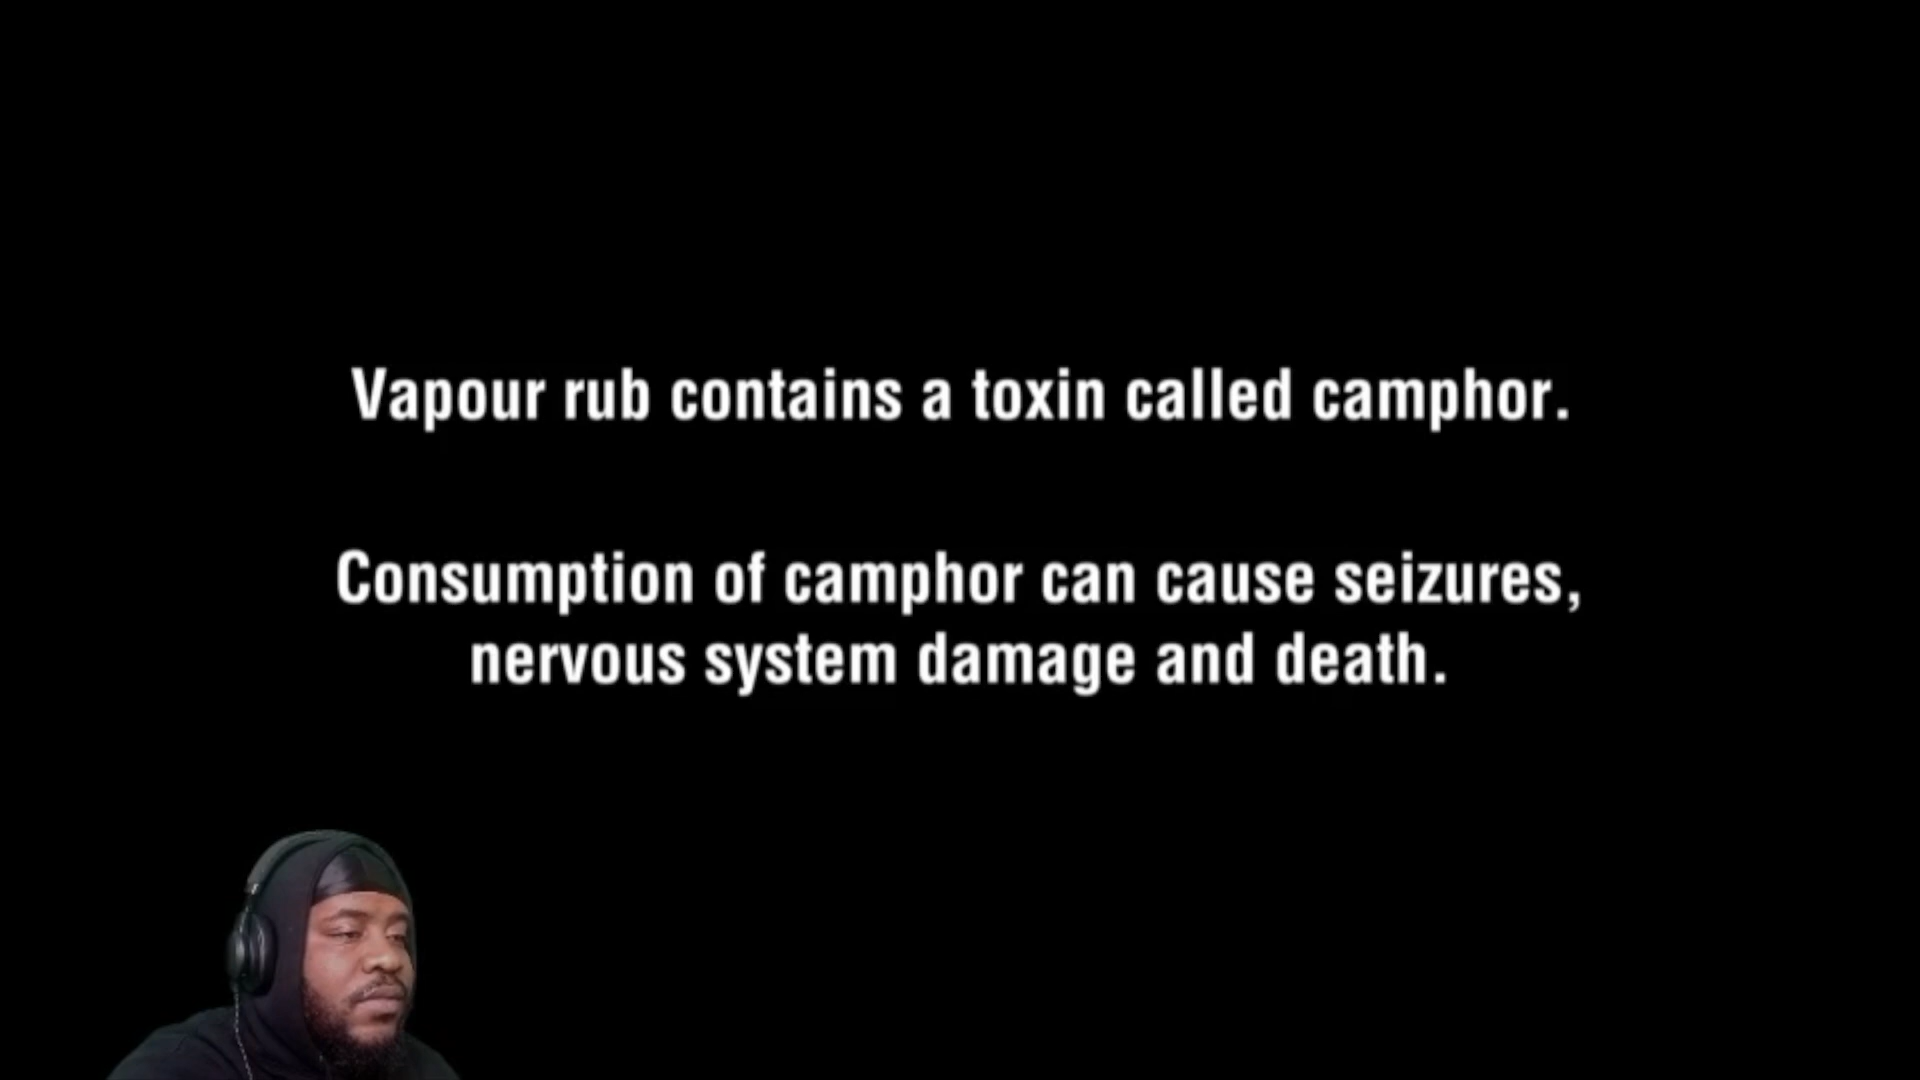 Vapour rub contains a toxin called camphor.
Consumption of camphor can cause seizures,
nervous system damage and death.